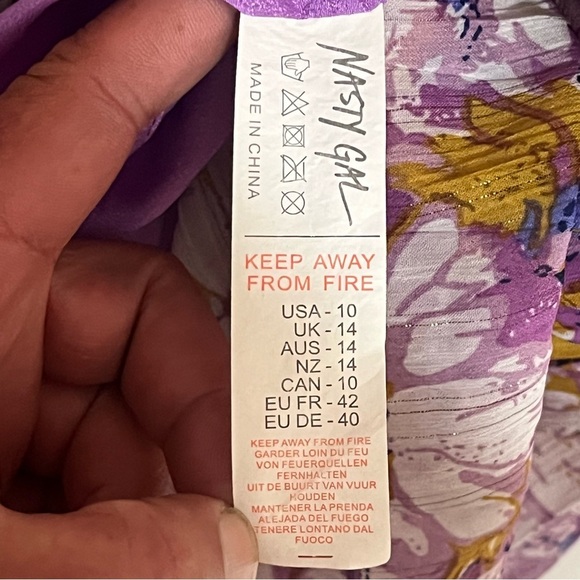 NASTY GAL
MADE IN CHINA
KEEP AWAY
FROM FIRE
USA - 10
UK - 14
AUS - 14
NZ - 14
CAN - 10
EU FR - 42
EU DE - 40
KEEP AWAY FROM FIRE
GARDER LOIN DU FEU
VON FEUERQUELLEN
FERNHALTEN
UIT DE BUURT VAN VUUR
HOUDEN
MANTENER LA PRENDA
ALEJADA DEL FUEGO
TENERE LONTANO DAL
FUOCO